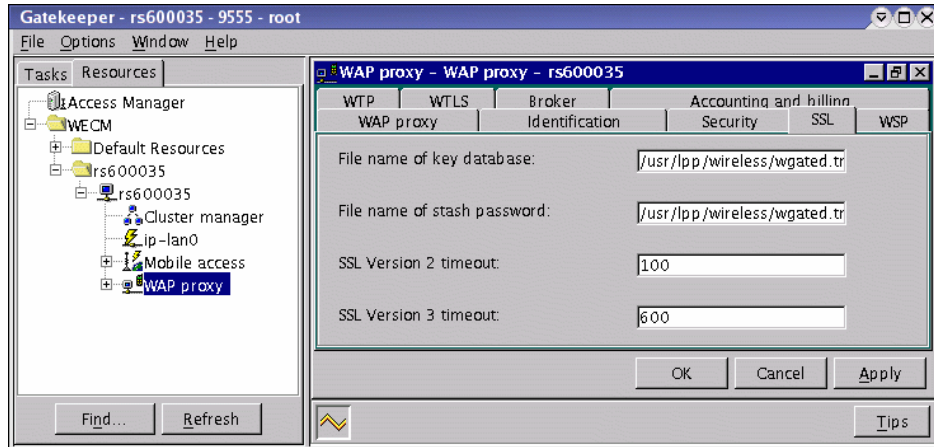 Gatekeeper - rs600035 - 9555 - root
File Options Window Help
Tasks Resources
Access Manager
WECM
Default Resources
rs600035
rs600035
Cluster manager
ip-lan0
Mobile access
WAP proxy
Find... Refresh
WAP proxy - WAP proxy - rs600035
WTP WTLS Broker Accounting and billing
WAP proxy Identification Security SSL WSP
File name of key database: /usr/lpp/wireless/wgated.tr
File name of stash password: /usr/lpp/wireless/wgated.tr
SSL Version 2 timeout: 100
SSL Version 3 timeout: 600
OK Cancel Apply
Tips